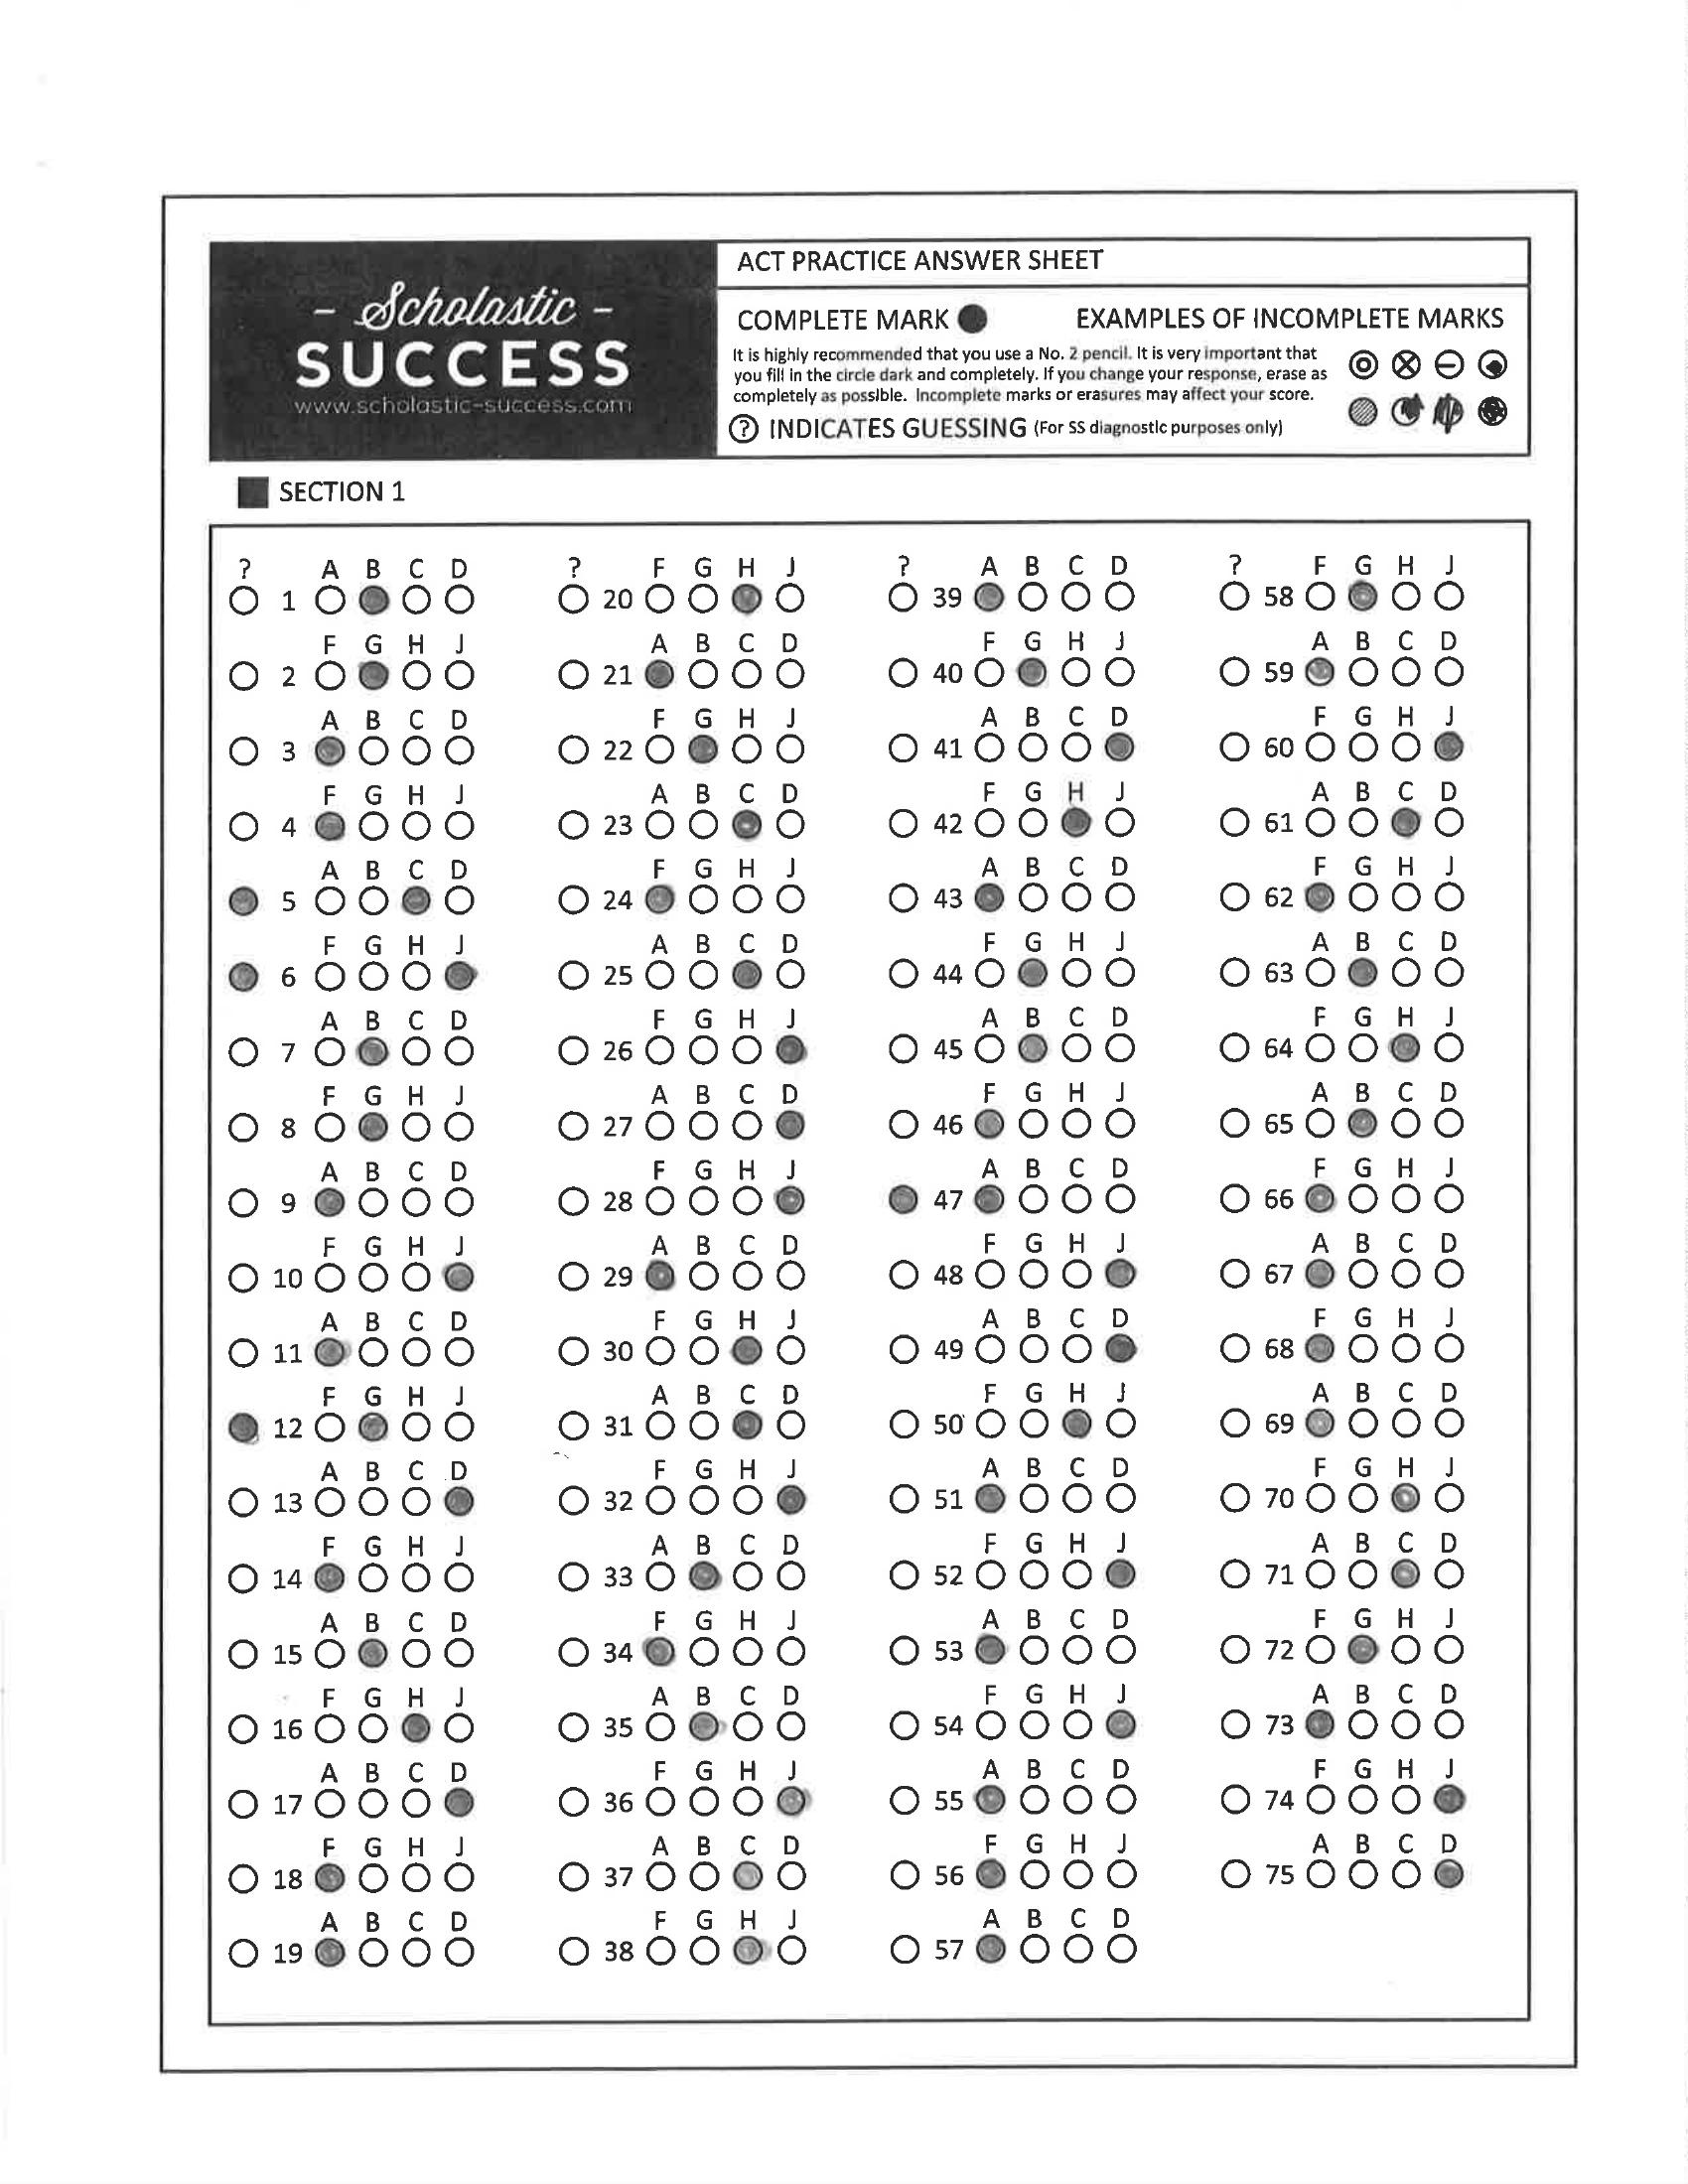 - Scholastic -
SUCCESS
www.scholastic-success.com
ACT PRACTICE ANSWER SHEET
COMPLETE MARK
EXAMPLES OF INCOMPLETE MARKS
It is highly recommended that you use a No. 2 pencil. It is very important that
you fill in the circle dark and completely. If you change your response, erase as
completely as possible. Incomplete marks or erasures may affect your score.
? INDICATES GUESSING (For SS diagnostic purposes only)
SECTION 1
? A B C D
1
F G H J
2
A B C D
3
F G H J
4
A B C D
5
F G H J
6
A B C D
7
F G H J
8
A B C D
9
F G H J
10
A B C D
11
F G H J
12
A B C D
13
F G H J
14
A B C D
15
F G H J
16
A B C D
17
F G H J
18
A B C D
19
? F G H J
20
A B C D
21
F G H J
22
A B C D
23
F G H J
24
A B C D
25
F G H J
26
A B C D
27
F G H J
28
A B C D
29
F G H J
30
A B C D
31
F G H J
32
A B C D
33
F G H J
34
A B C D
35
F G H J
36
A B C D
37
F G H J
38
? A B C D
39
F G H J
40
A B C D
41
F G H J
42
A B C D
43
F G H J
44
A B C D
45
F G H J
46
A B C D
47
F G H J
48
A B C D
49
F G H J
50
A B C D
51
F G H J
52
A B C D
53
F G H J
54
A B C D
55
F G H J
56
A B C D
57
? F G H J
58
A B C D
59
F G H J
60
A B C D
61
F G H J
62
A B C D
63
F G H J
64
A B C D
65
F G H J
66
A B C D
67
F G H J
68
A B C D
69
F G H J
70
A B C D
71
F G H J
72
A B C D
73
F G H J
74
A B C D
75